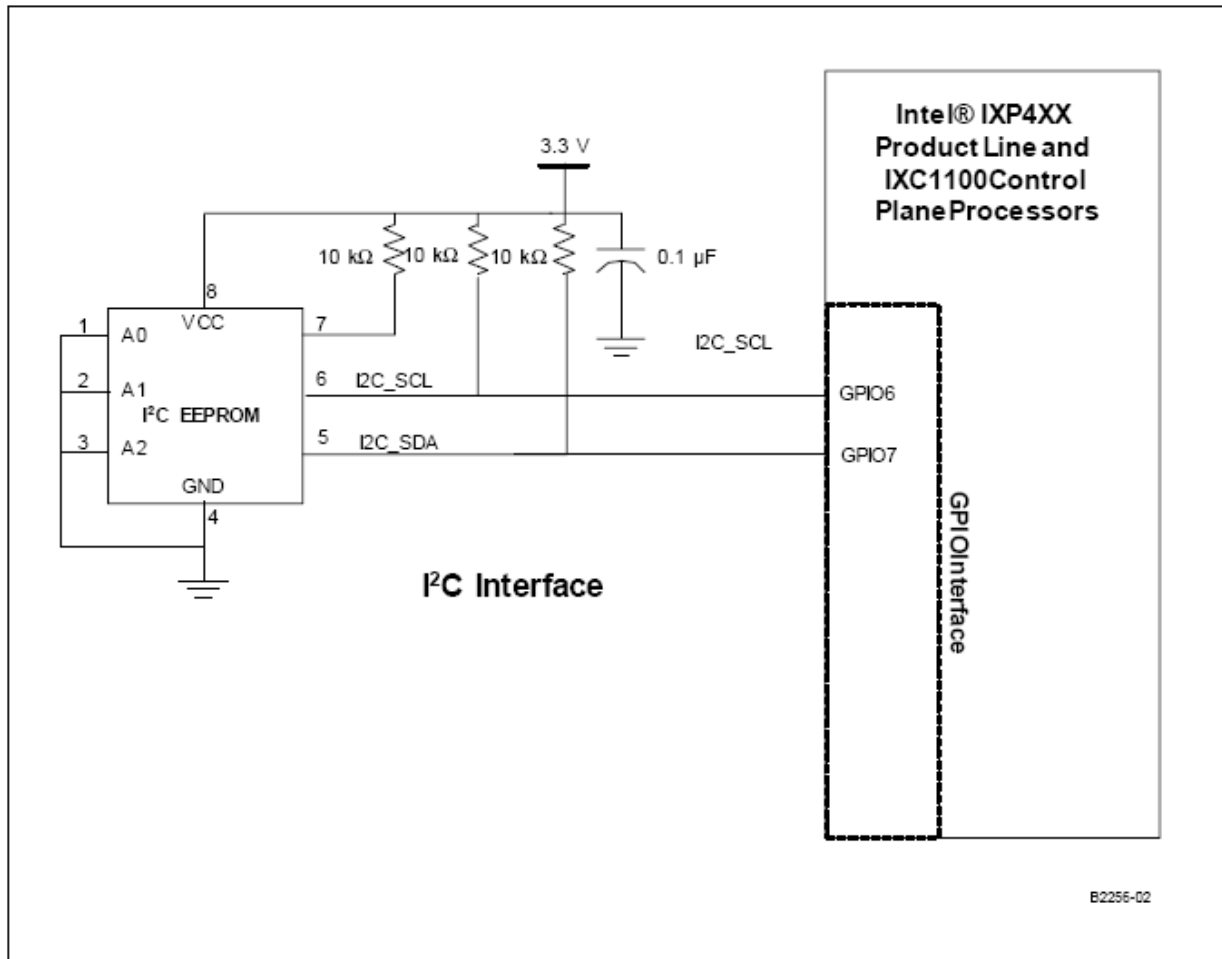 Intel® IXP4XX
Product Line and
IXC1100Control
Plane Processors
3.3 V
10 kΩ
10 kΩ
10 kΩ
0.1 µF
8
VCC
1
A0
7
I2C_SCL
2
A1
6
I2C_SCL
GPIO6
I²C EEPROM
3
A2
5
I2C_SDA
GPIO7
GND
4
GPIOInterface
I²C Interface
B2256-02